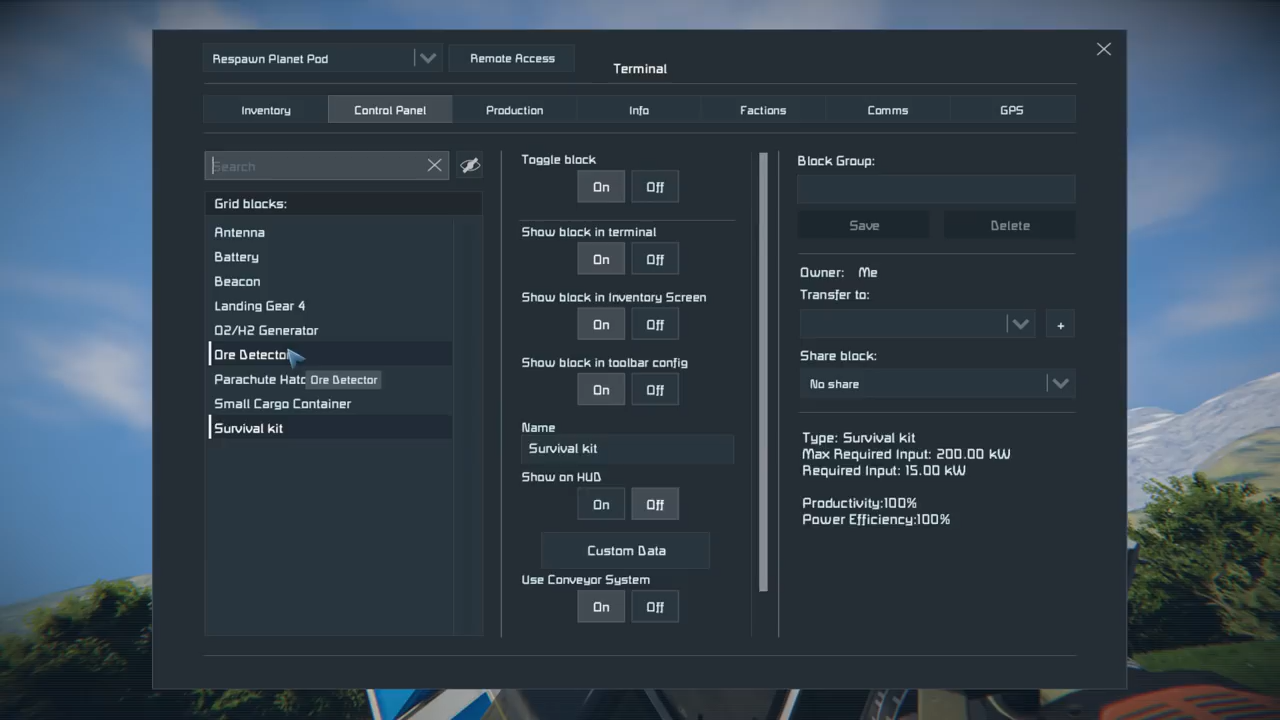 Respawn Planet Pod
Remote Access
Terminal
Inventory
Control Panel
Production
Info
Factions
Comms
GPS
Search
Grid blocks:
Antenna
Battery
Beacon
Landing Gear 4
O2/H2 Generator
Ore Detector
Ore Detector
Parachute
Small Cargo Container
Survival kit
Toggle block
On Off
Show block in terminal
On Off
Show block in Inventory Screen
On Off
Show block in toolbar config
On Off
Name
Survival kit
Show on HUD
On Off
Custom Data
Use Conveyor System
On Off
Block Group:
Save Delete
Owner: Me
Transfer to:
+
Share block:
No share
Type: Survival kit
Max Required Input: 200.00 kW
Required Input: 15.00 kW
Productivity:100%
Power Efficiency:100%